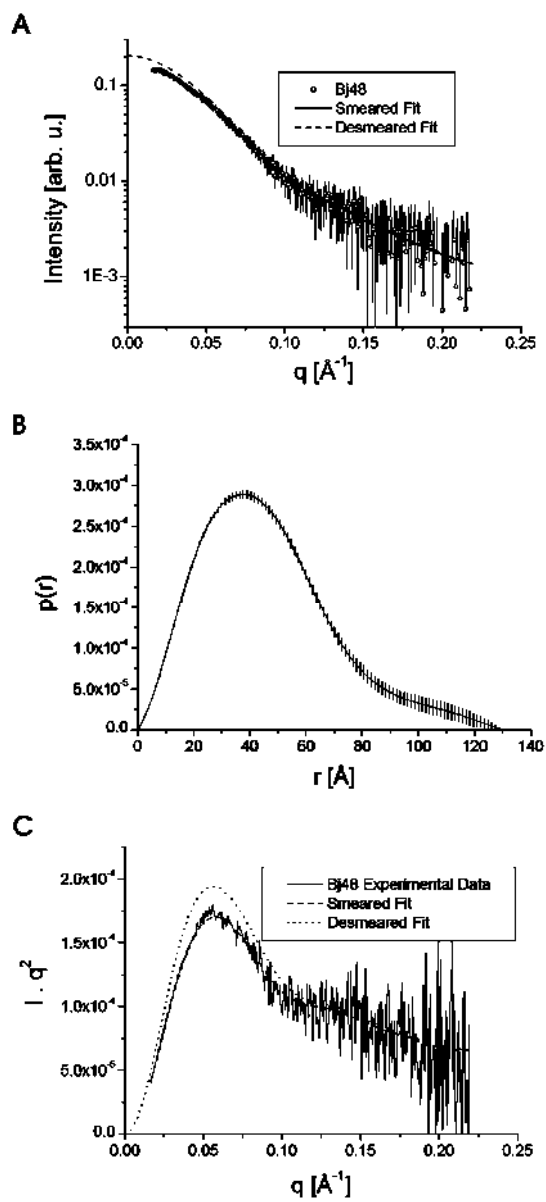 A
Intensity [arb. u.]
0.1
0.01
1E-3
Bj48
Smeared Fit
Desmeared Fit
0.00 0.05 0.10 0.15 0.20 0.25
q [Å⁻¹]
B
p(r)
3.5x10⁻⁴
3.0x10⁻⁴
2.5x10⁻⁴
2.0x10⁻⁴
1.5x10⁻⁴
1.0x10⁻⁴
5.0x10⁻⁵
0.0
0 20 40 60 80 100 120 140
r [Å]
C
I . q²
2.0x10⁻⁴
1.5x10⁻⁴
1.0x10⁻⁴
5.0x10⁻⁵
0.0
Bj48 Experimental Data
Smeared Fit
Desmeared Fit
0.00 0.05 0.10 0.15 0.20 0.25
q [Å⁻¹]